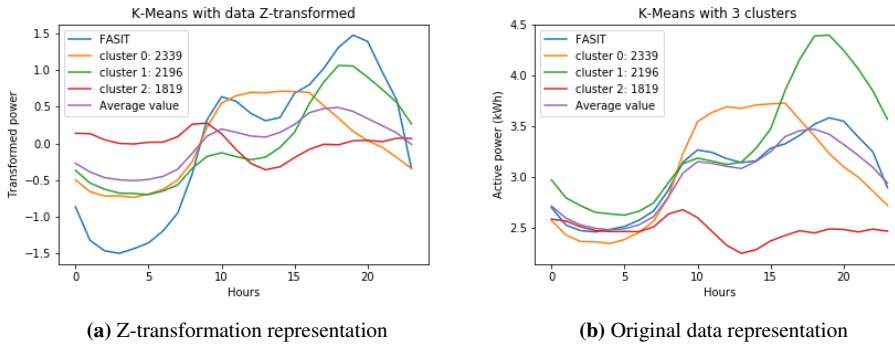 K-Means with data Z-transformed
1.5
1.0
0.5
0.0
−0.5
−1.0
−1.5
Transformed power
FASIT
cluster 0: 2339
cluster 1: 2196
cluster 2: 1819
Average value
0 5 10 15 20
Hours
(a) Z-transformation representation
K-Means with 3 clusters
4.5
4.0
3.5
3.0
2.5
Active power (kWh)
FASIT
cluster 0: 2339
cluster 1: 2196
cluster 2: 1819
Average value
0 5 10 15 20
Hours
(b) Original data representation